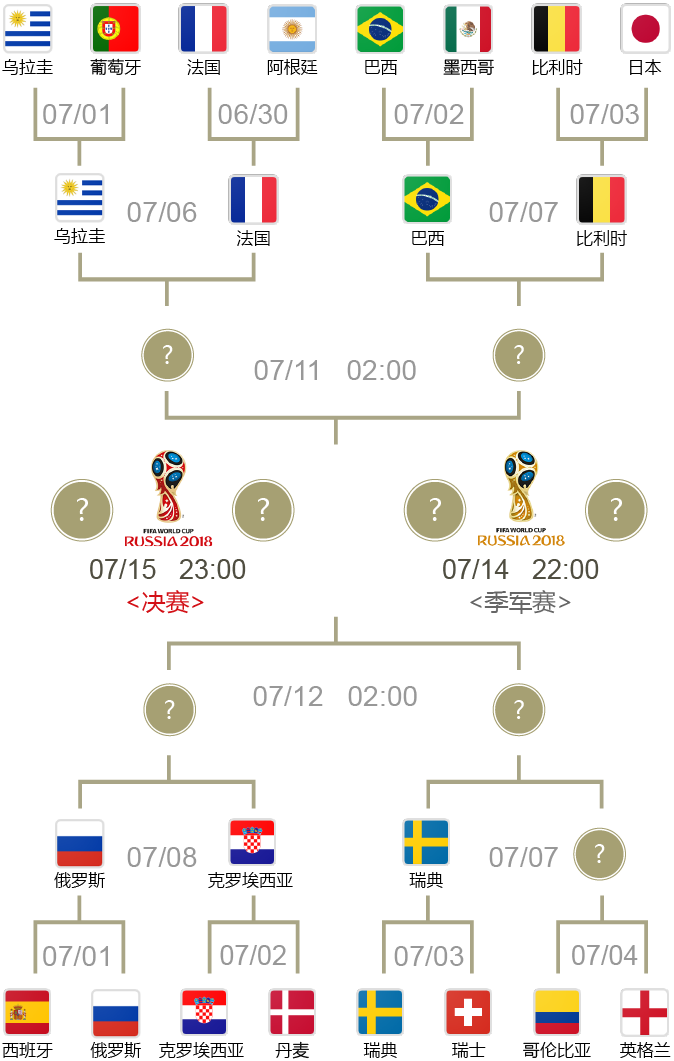 乌拉圭 葡萄牙 法国 阿根廷 巴西 墨西哥 比利时 日本
07/01 06/30 07/02 07/03
07/06 07/07
乌拉圭 法国 巴西 比利时
? ?
07/11 02:00
? ? ? ?
FIFA WORLD CUP FIFA WORLD CUP
RUSSIA 2018 RUSSIA 2018
07/15 23:00 07/14 22:00
<决赛> <季军赛>
07/12 02:00
? ?
07/08 07/07 ?
俄罗斯 克罗埃西亚 瑞典
07/01 07/02 07/03 07/04
西班牙 俄罗斯 克罗埃西亚 丹麦 瑞典 瑞士 哥伦比亚 英格兰